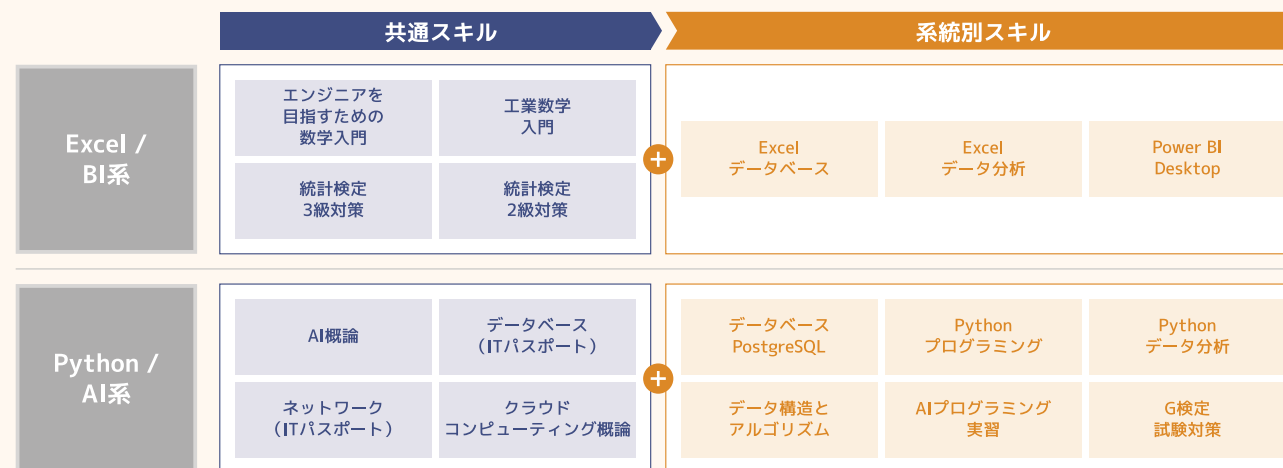 共通スキル
系統別スキル
Excel /
BI系
エンジニアを
目指すための
数学入門
工業数学
入門
統計検定
3級対策
統計検定
2級対策
+
Excel
データベース
Excel
データ分析
Power BI
Desktop
Python /
AI系
AI概論
データベース
（ITパスポート）
ネットワーク
（ITパスポート）
クラウド
コンピューティング概論
+
データベース
PostgreSQL
Python
プログラミング
Python
データ分析
データ構造と
アルゴリズム
AIプログラミング
実習
G検定
試験対策